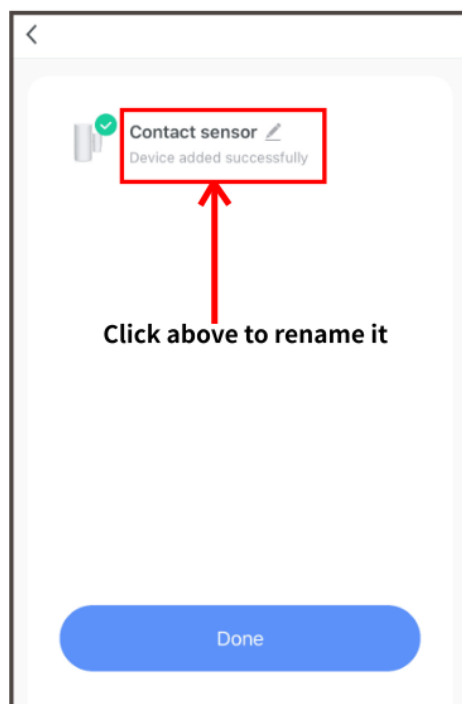 Contact sensor
Device added successfully
Click above to rename it
Done